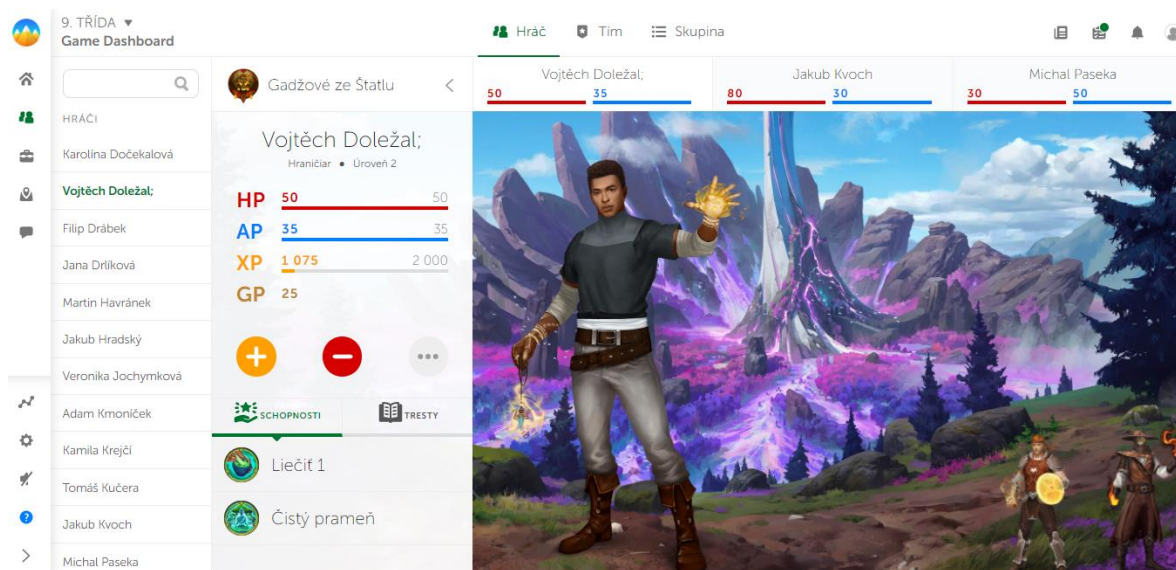 9. TŘÍDA ▼
Game Dashboard
Hráč
Tím
Skupina
HRÁČI
Karolína Dočekalová
Vojtěch Doležal;
Filip Drábek
Jana Drlíková
Martin Havránek
Jakub Hradský
Veronika Jochymková
Adam Kmoníček
Kamila Krejčí
Tomáš Kučera
Jakub Kvoch
Michal Paseka
Gadžové ze Štatlu
Vojtěch Doležal;
Hraničiar ● Úroveň 2
HP 50 50
AP 35 35
XP 1 075 2 000
GP 25
SCHOPNOSTI
TRESTY
Liečiť 1
Čistý prameň
Vojtěch Doležal;
50 35
Jakub Kvoch
80 30
Michal Paseka
30 50